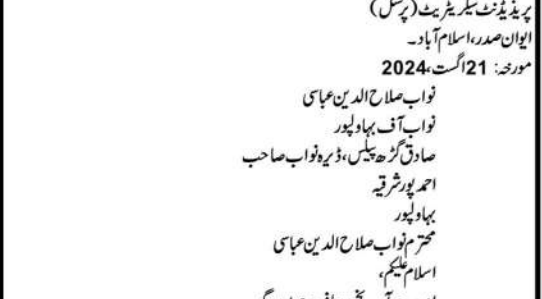 پریذیڈنٹ سیکریٹریٹ (پرسنل)
ایوان صدر، اسلام آباد۔
مورخہ: 21 اگست، 2024
نواب صلاح الدین عباسی
نواب آف بہاولپور
صادق گڑھ پیلس، ڈیرہ نواب صاحب
احمد پور شرقیہ
بہاولپور
محترم نواب صلاح الدین عباسی
اسلام علیکم،